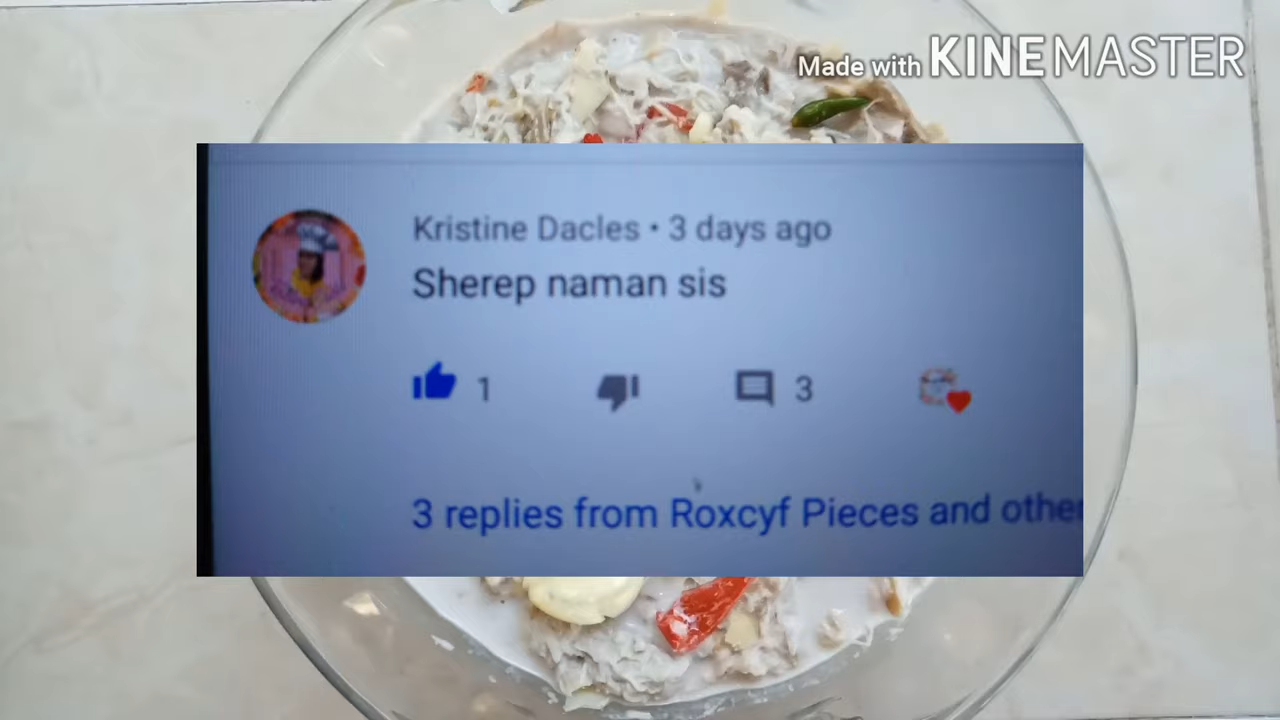 Made with KINEMASTER
Kristine Dacles • 3 days ago
Sherep naman sis
1
3
3 replies from Roxcyf Pieces and other